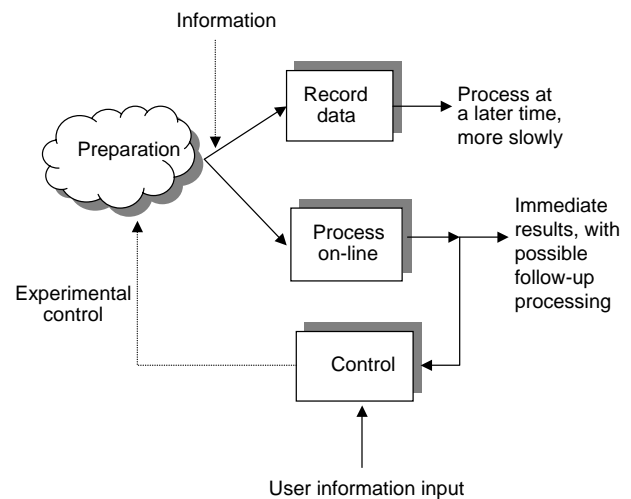 Information
Record
data
Process at
a later time,
more slowly
Preparation
Process
on-line
Immediate
results, with
possible
follow-up
processing
Experimental
control
Control
User information input